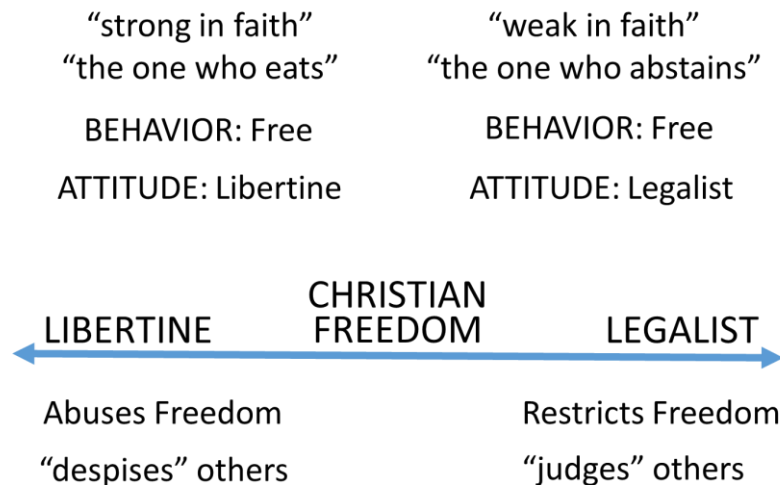 “strong in faith”
“the one who eats”
BEHAVIOR: Free
ATTITUDE: Libertine
“weak in faith”
“the one who abstains”
BEHAVIOR: Free
ATTITUDE: Legalist
LIBERTINE
CHRISTIAN
FREEDOM
LEGALIST
Abuses Freedom
“despises” others
Restricts Freedom
“judges” others